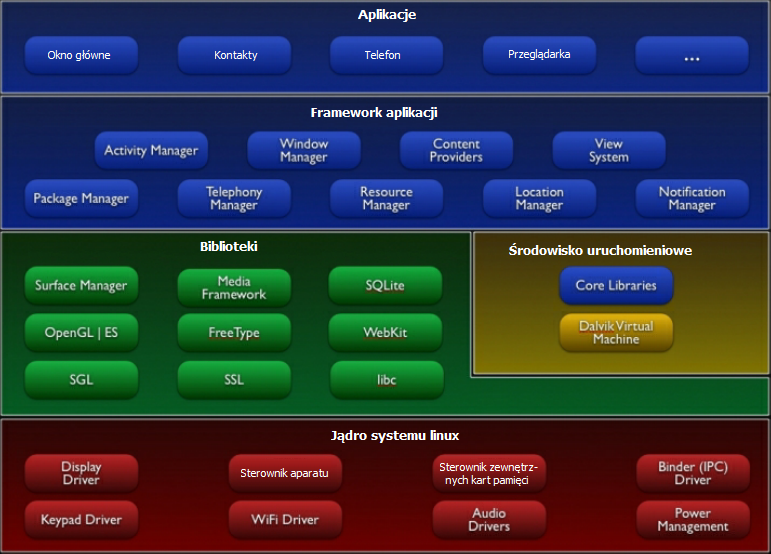 Aplikacje
Okno główne
Kontakty
Telefon
Przeglądarka
...
Framework aplikacji
Activity Manager
Window
Manager
Content
Providers
View
System
Package Manager
Telephony
Manager
Resource
Manager
Location
Manager
Notification
Manager
Biblioteki
Surface Manager
Media
Framework
SQLite
OpenGL | ES
FreeType
WebKit
SGL
SSL
libc
Środowisko uruchomieniowe
Core Libraries
Dalvik Virtual
Machine
Jądro systemu linux
Display
Driver
Sterownik aparatu
Sterownik zewnętrz-
nych kart pamięci
Binder (IPC)
Driver
Keypad Driver
WiFi Driver
Audio
Drivers
Power
Management